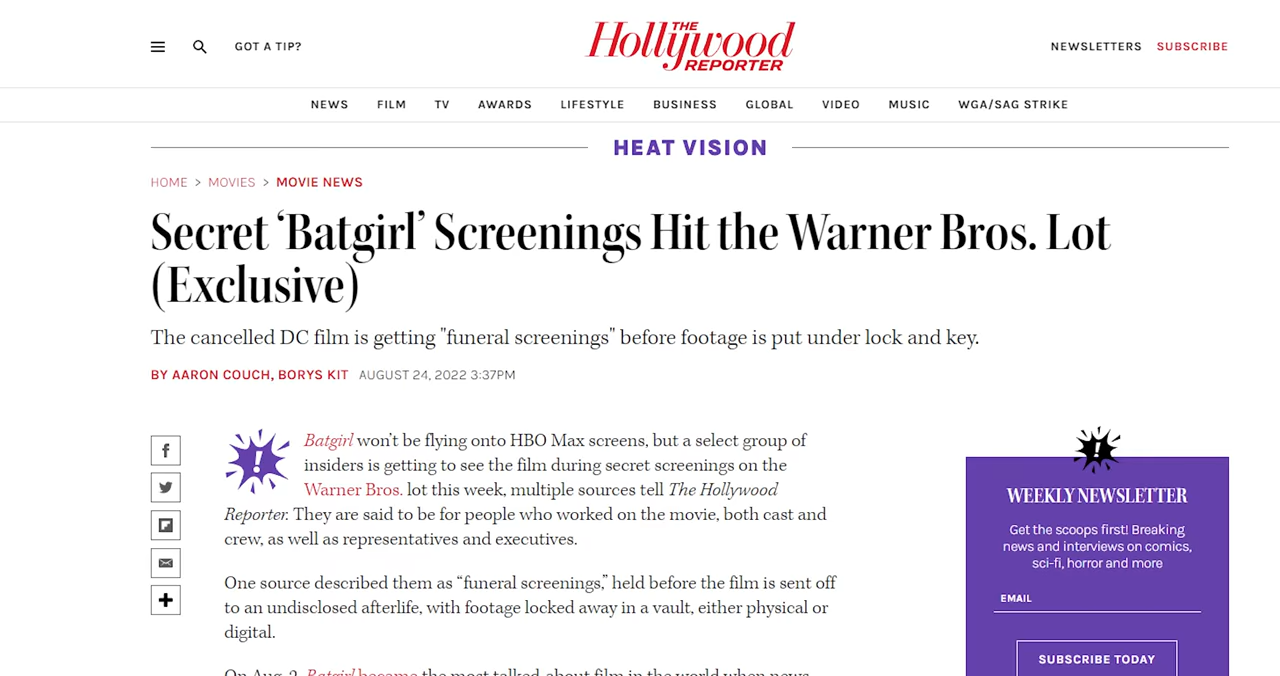 GOT A TIP?
THE
Hollywood
REPORTER
NEWSLETTERS SUBSCRIBE
NEWS FILM TV AWARDS LIFESTYLE BUSINESS GLOBAL VIDEO MUSIC WGA/SAG STRIKE
HEAT VISION
HOME > MOVIES > MOVIE NEWS
Secret ‘Batgirl’ Screenings Hit the Warner Bros. Lot
(Exclusive)
The cancelled DC film is getting "funeral screenings" before footage is put under lock and key.
BY AARON COUCH, BORYS KIT AUGUST 24, 2022 3:37PM
Batgirl won’t be flying onto HBO Max screens, but a select group of
insiders is getting to see the film during secret screenings on the
Warner Bros. lot this week, multiple sources tell The Hollywood
Reporter. They are said to be for people who worked on the movie, both cast and
crew, as well as representatives and executives.
One source described them as “funeral screenings,” held before the film is sent off
to an undisclosed afterlife, with footage locked away in a vault, either physical or
digital.
On Aug. 2, Batgirl became the most talked-about film in the world when news
WEEKLY NEWSLETTER
Get the scoops first! Breaking
news and interviews on comics,
sci-fi, horror and more
EMAIL
SUBSCRIBE TODAY